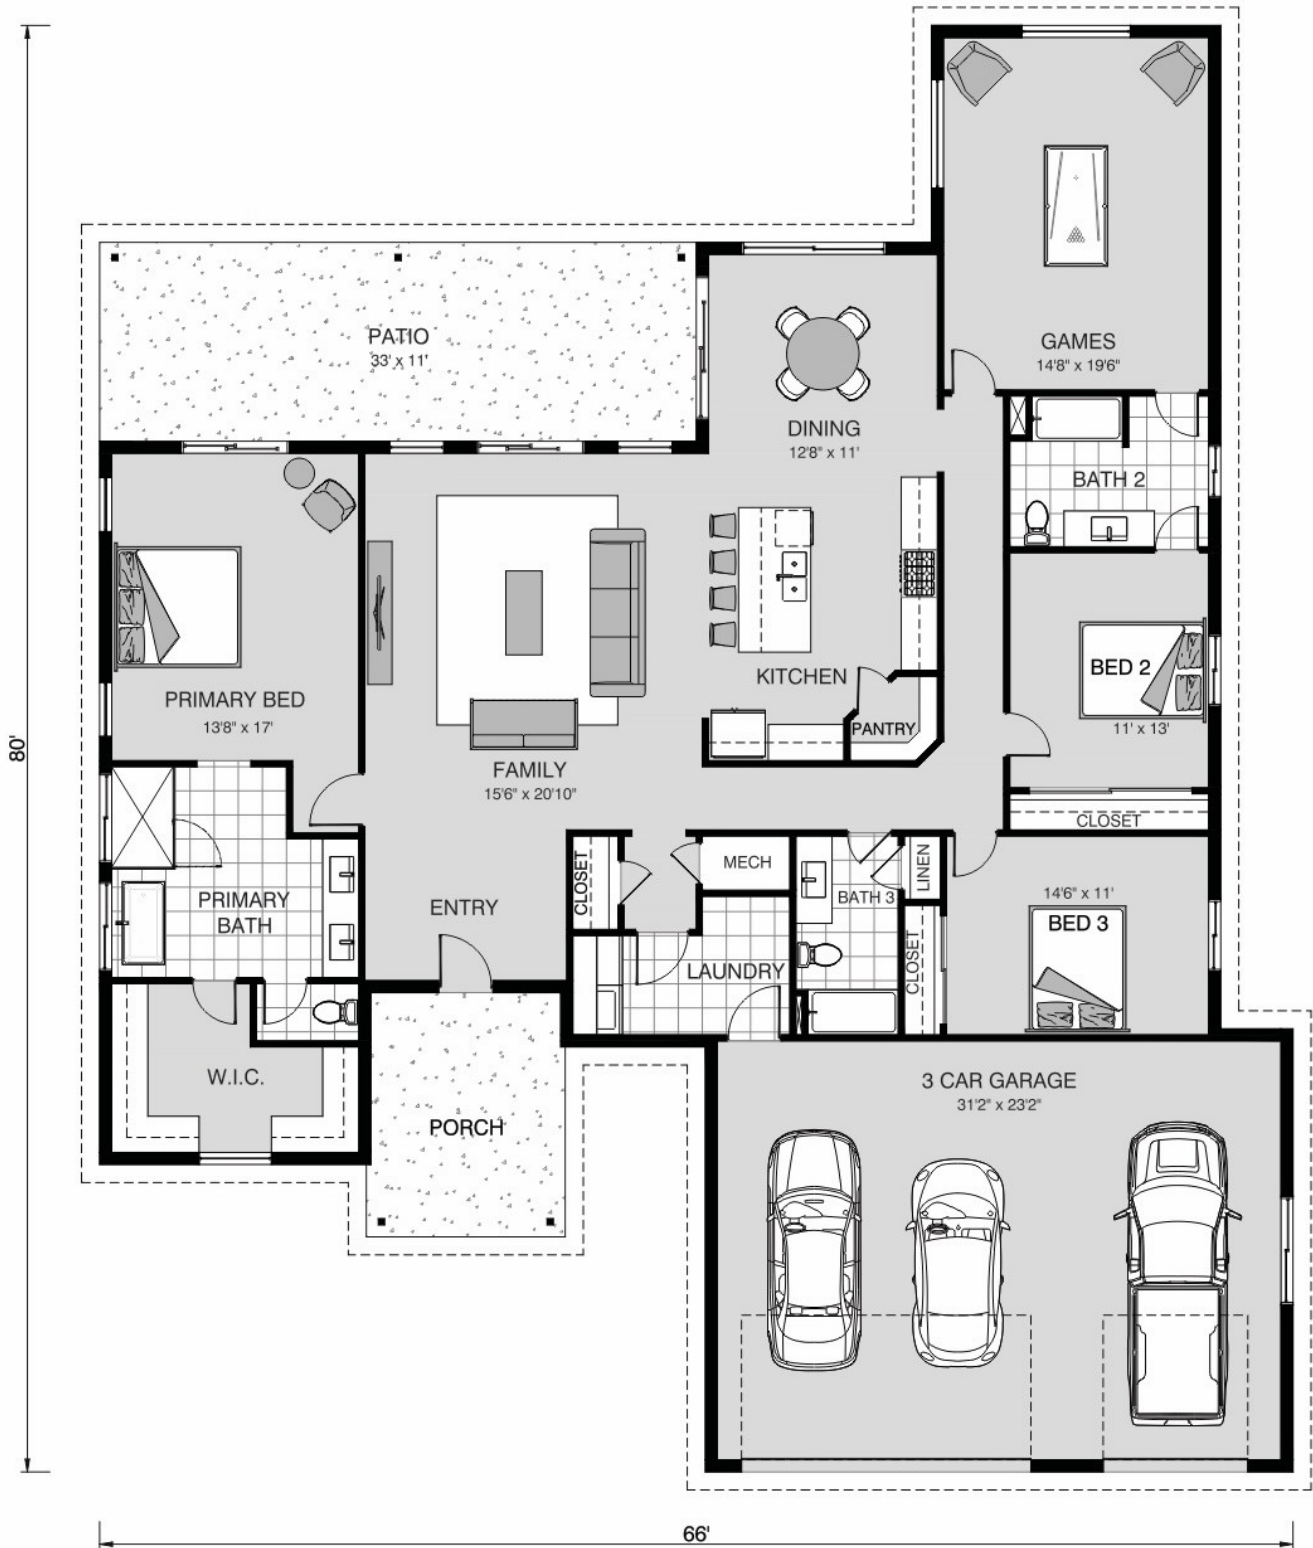 GAMES
14'8" x 19'6"
PATIO
33' x 11'
DINING
12'8" x 11'
BATH 2
BED 2
11' x 13'
KITCHEN
PANTRY
PRIMARY BED
13'8" x 17'
80'
FAMILY
15'6" x 20'10"
CLOSET
MECH
CLOSET
LINEN
BATH 3
14'6" x 11'
BED 3
PRIMARY
BATH
ENTRY
LAUNDRY
CLOSET
W.I.C.
PORCH
3 CAR GARAGE
31'2" x 23'2"
66'